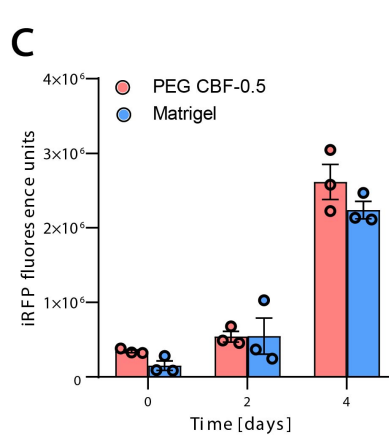 C
PEG CBF-0.5
Matrigel
4×10⁶
3×10⁶
2×10⁶
1×10⁶
0
iRFP fluorescence units
0 2 4
Time [days]